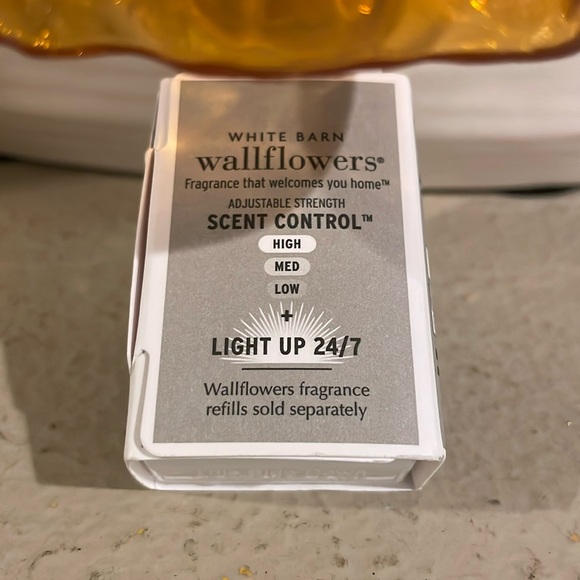 WHITE BARN
wallflowers®
Fragrance that welcomes you home™
ADJUSTABLE STRENGTH
SCENT CONTROL™
HIGH
MED
LOW
+
LIGHT UP 24/7
Wallflowers fragrance
refills sold separately